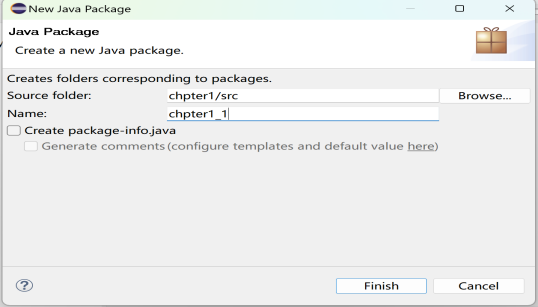 New Java Package
Java Package
Create a new Java package.
Creates folders corresponding to packages.
Source folder: chpter1/src Browse...
Name: chpter1_1
Create package-info.java
Generate comments (configure templates and default value here)
? Finish Cancel